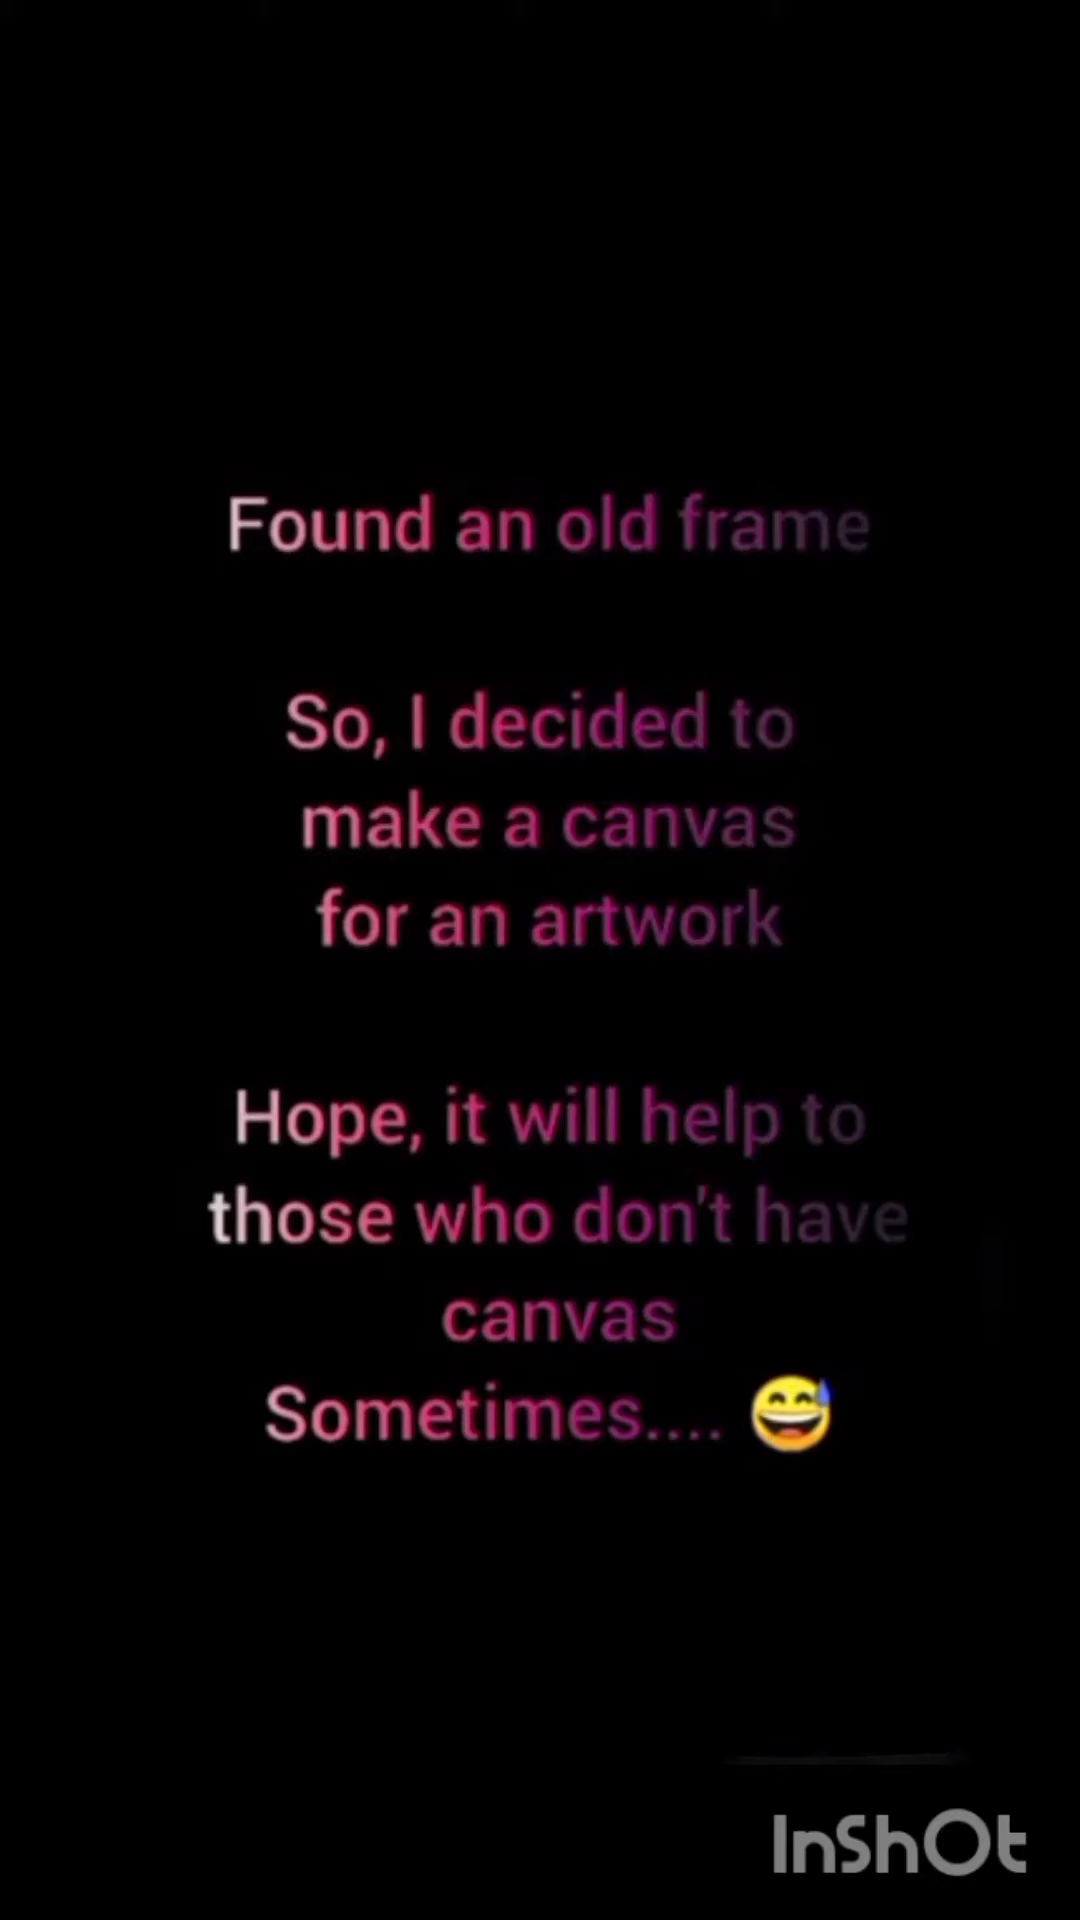 Found an old frame
So, I decided to
make a canvas
for an artwork
Hope, it will help to
those who don't have
canvas
Sometimes.... 😅
InShOt